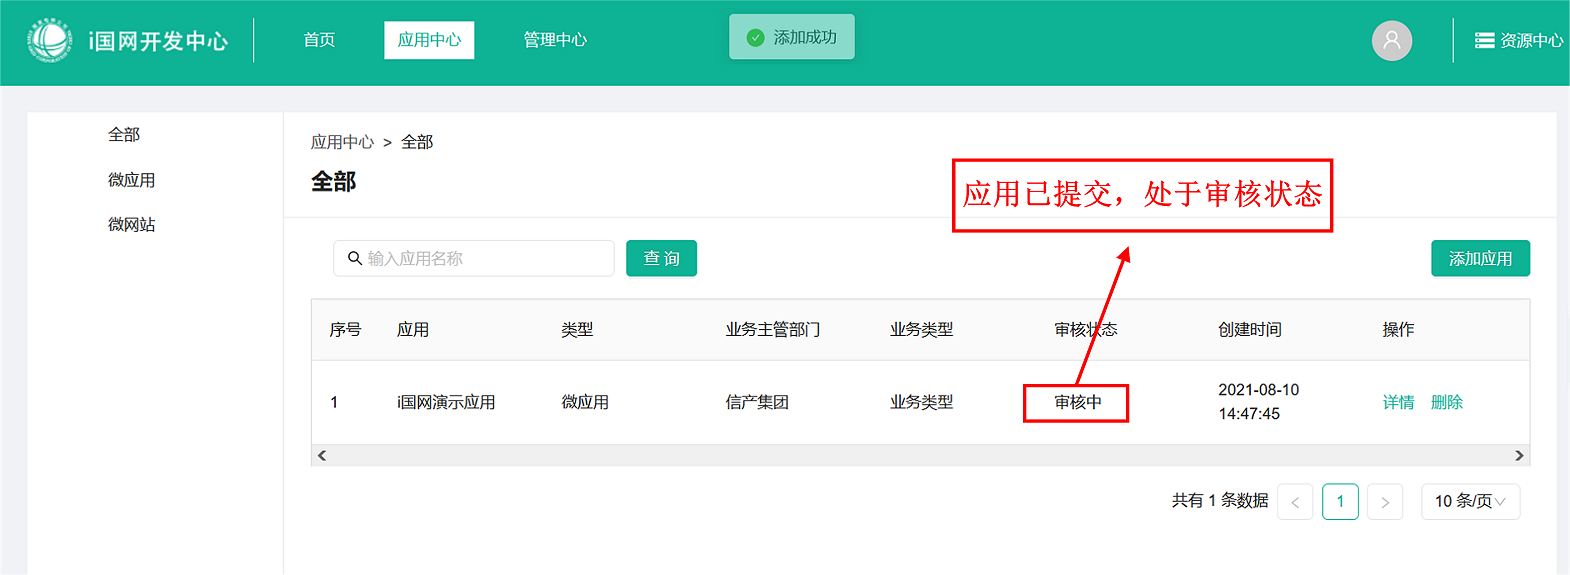 i国网开发中心
首页
应用中心
管理中心
添加成功
资源中心
全部
微应用
微网站
应用中心 > 全部
全部
应用已提交，处于审核状态
输入应用名称
查 询
添加应用
序号 应用 类型 业务主管部门 业务类型 审核状态 创建时间 操作
1 i国网演示应用 微应用 信产集团 业务类型 审核中 2021-08-10 14:47:45 详情 删除
共有 1 条数据 < 1 > 10 条/页